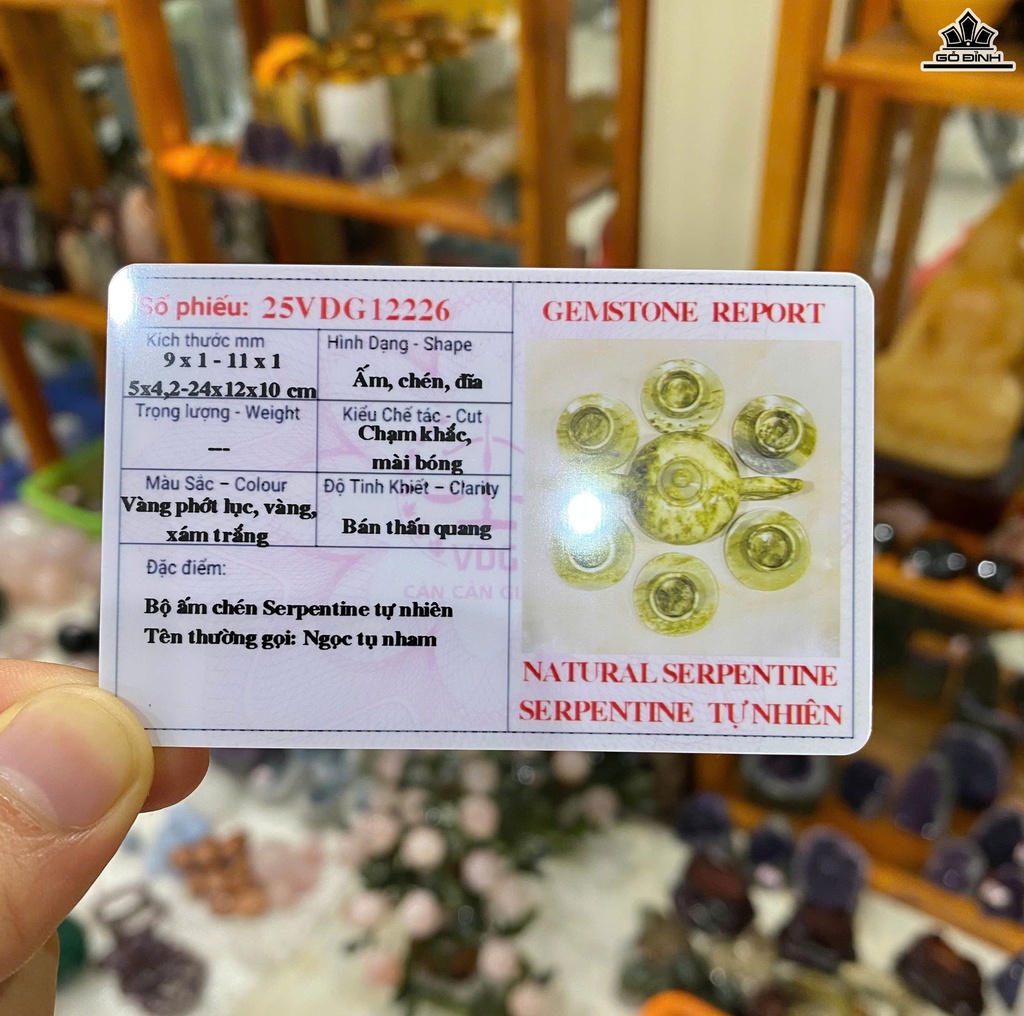 GỖ ĐỈNH
Số phiếu: 25VDG12226
Kích thước mm
9 x 1 - 11 x 1
5x4,2-24x12x10 cm
Hình Dạng - Shape
Ấm, chén, đĩa
Trọng lượng - Weight
---
Kiểu Chế tác - Cut
Chạm khắc,
mài bóng
Màu Sắc – Colour
Vàng phớt lục, vàng,
xám trắng
Độ Tinh Khiết – Clarity
Bán thấu quang
Đặc điểm:
Bộ ấm chén Serpentine tự nhiên
Tên thường gọi: Ngọc tụ nham
VDG
CÂN CẤN
GEMSTONE REPORT
NATURAL SERPENTINE
SERPENTINE TỰ NHIÊN